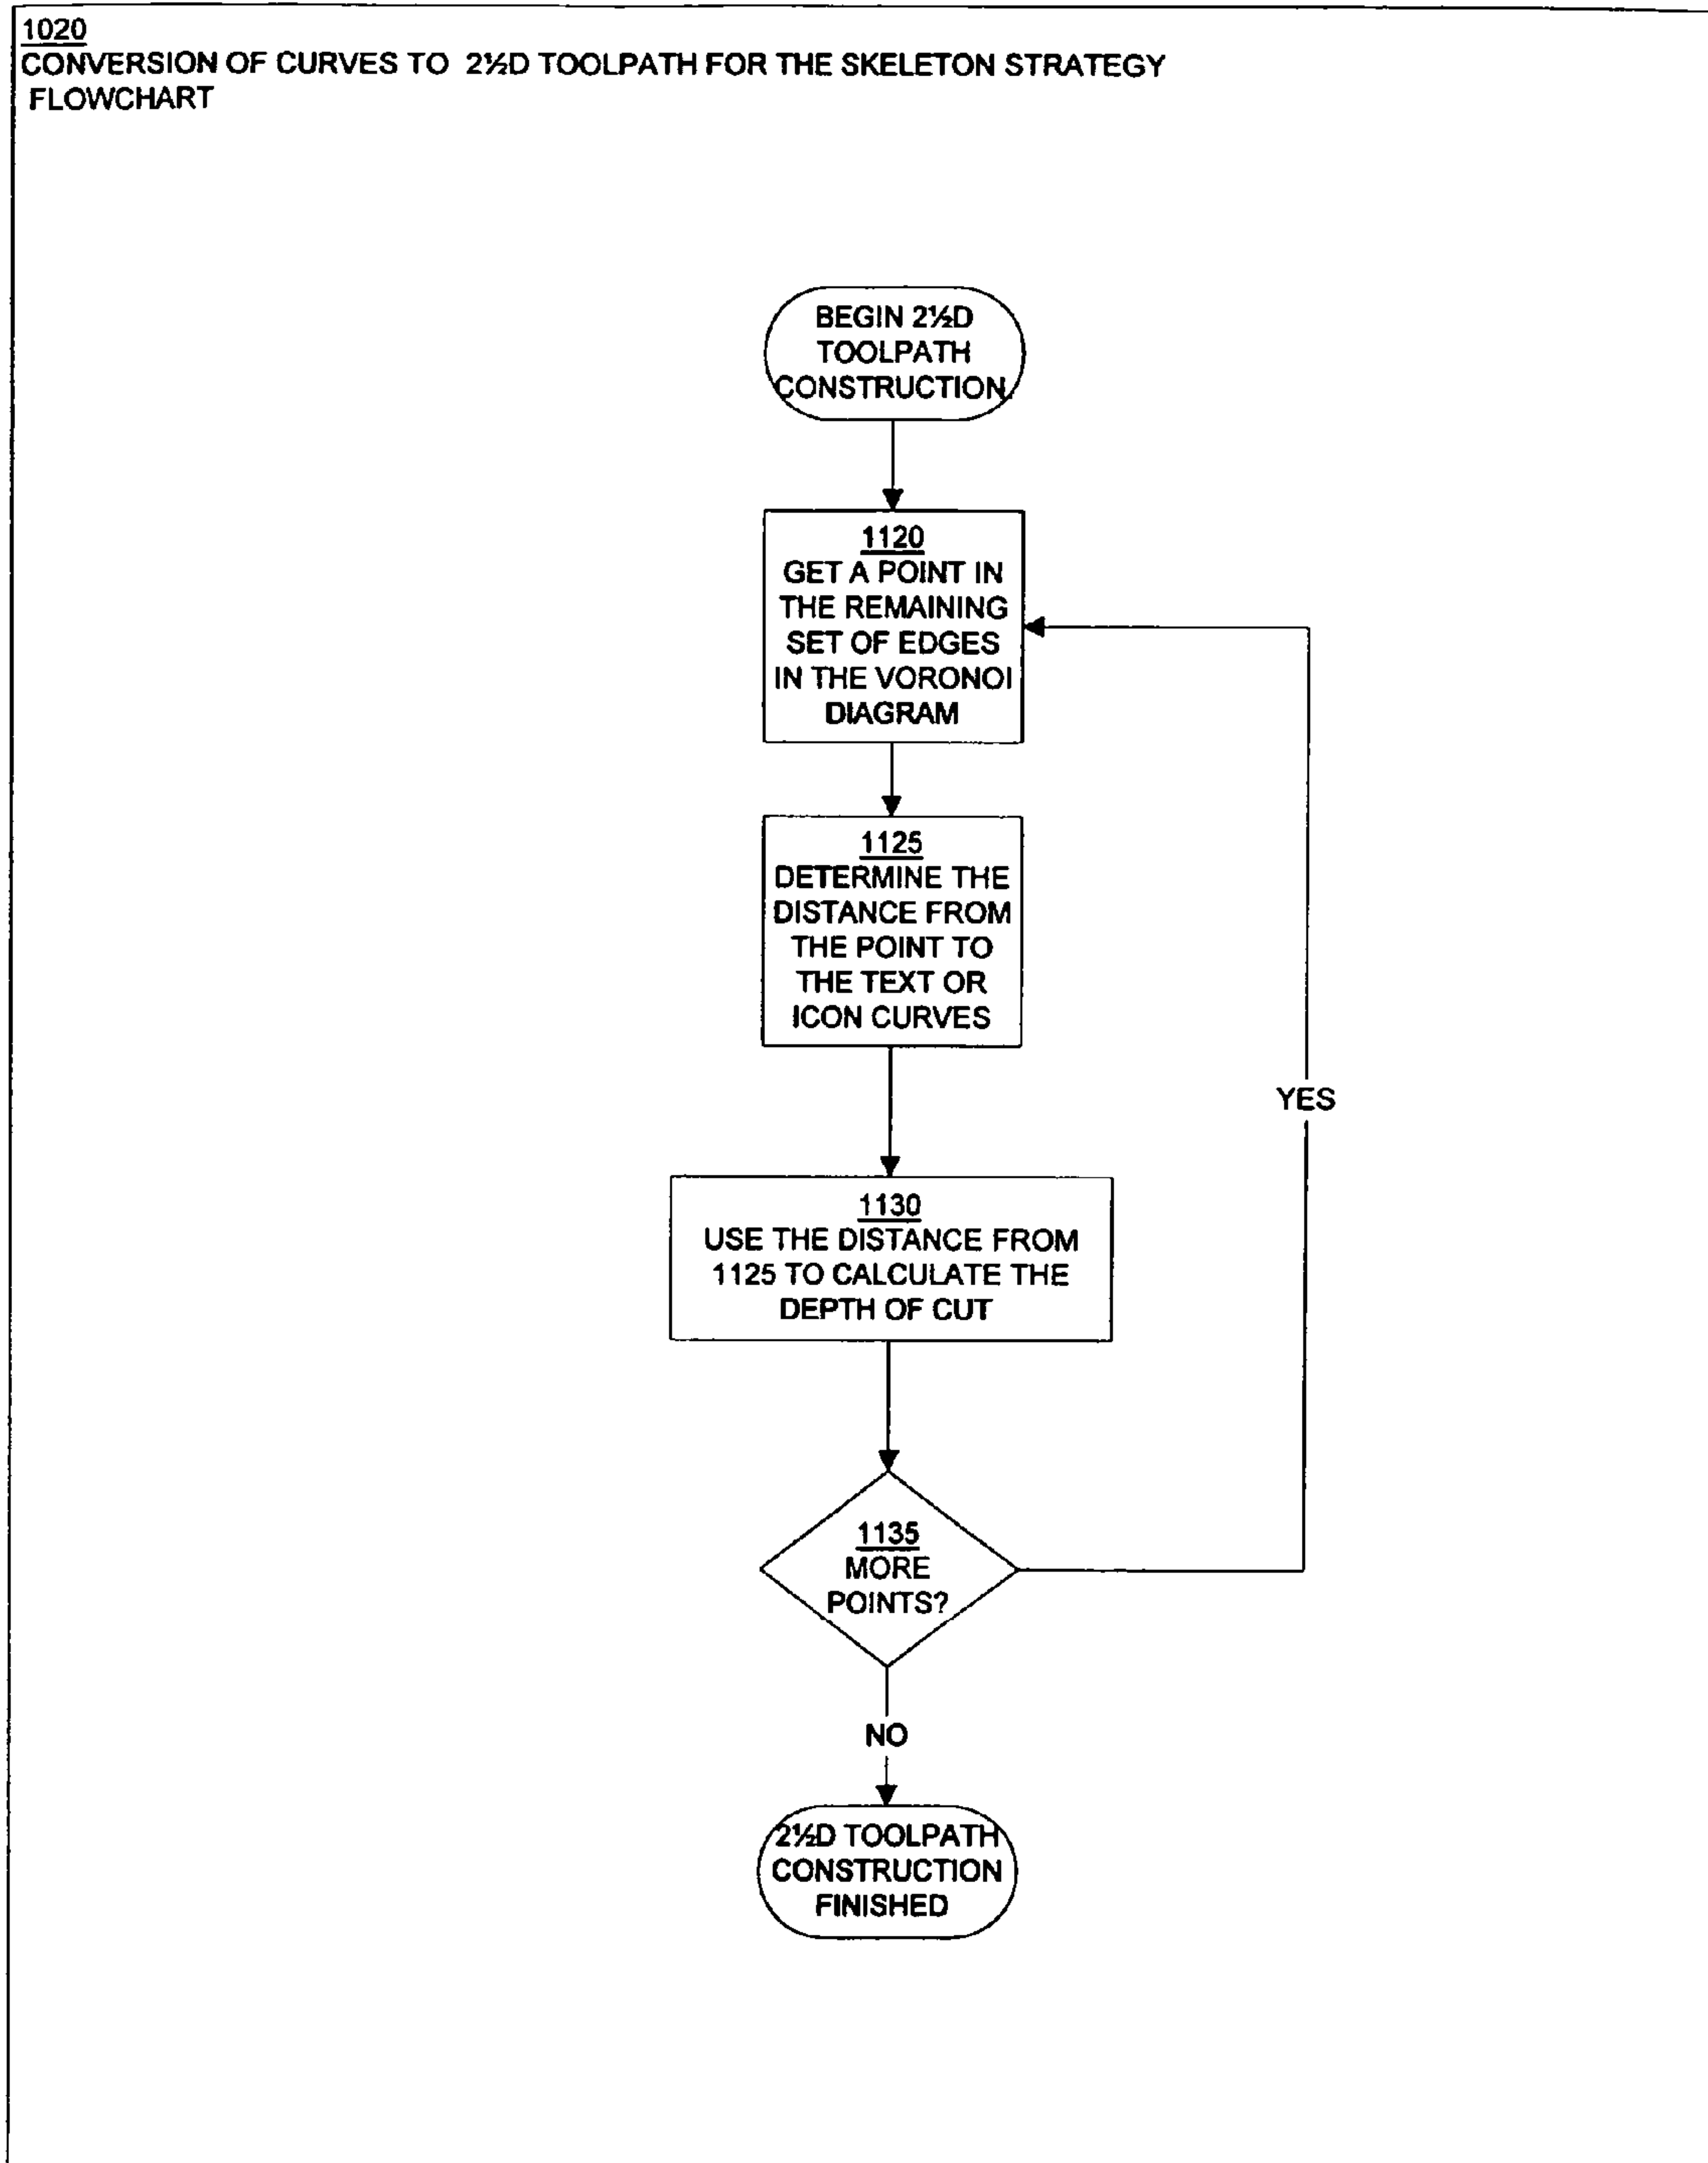 1020
CONVERSION OF CURVES TO 2½D TOOLPATH FOR THE SKELETON STRATEGY
FLOWCHART
BEGIN 2½D
TOOLPATH
CONSTRUCTION
1120
GET A POINT IN
THE REMAINING
SET OF EDGES
IN THE VORONOI
DIAGRAM
1125
DETERMINE THE
DISTANCE FROM
THE POINT TO
THE TEXT OR
ICON CURVES
YES
1130
USE THE DISTANCE FROM
1125 TO CALCULATE THE
DEPTH OF CUT
1135
MORE
POINTS?
NO
2½D TOOLPATH
CONSTRUCTION
FINISHED